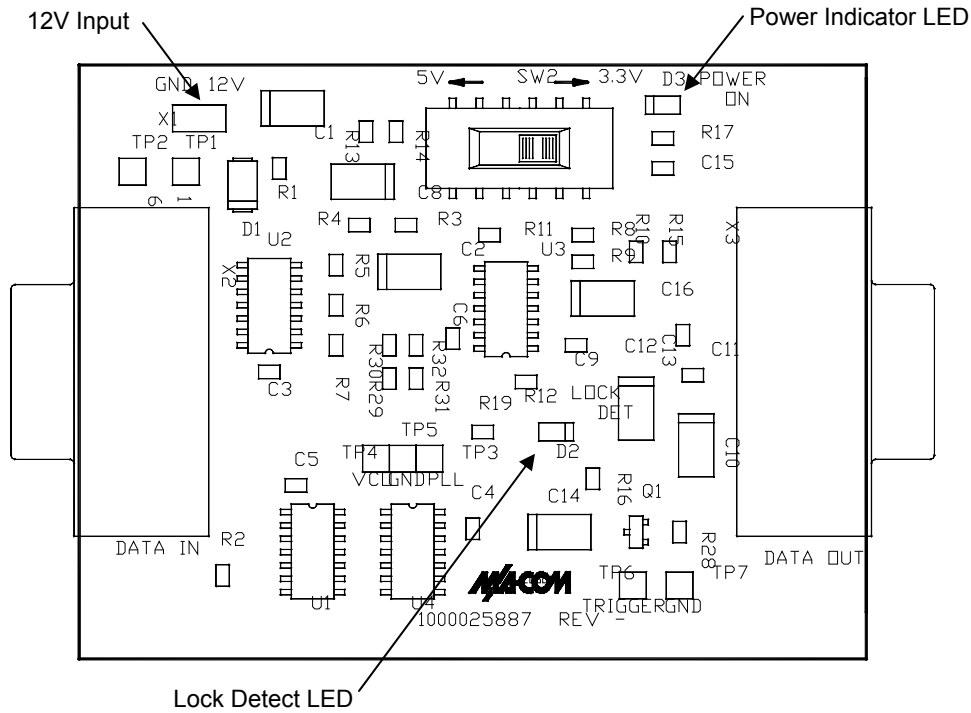 12V Input
Power Indicator LED
GND 12V
5V SW2 3.3V
D3 POWER
ON
X1
C1
R13
R14
R17
TP2 TP1
C15
R1
C8
6 1
R4 R3
D1
U2
C2
R11
U3
R8
R10
R15
X3
R9
X2
R5
C16
R6
C6
C9
C12
C13
C11
C3
R7
R30
R32
R29
R31
R12
LOCK
DET
R19
TP5
TP4
TP3
D2
C10
VCO GND PLL
C5
C4
C14
R16
Q1
R28
DATA IN
R2
DATA OUT
TP6
TP7
U1
U4
M/A-COM
TRIGGER GND
1000025887 REV -
Lock Detect LED